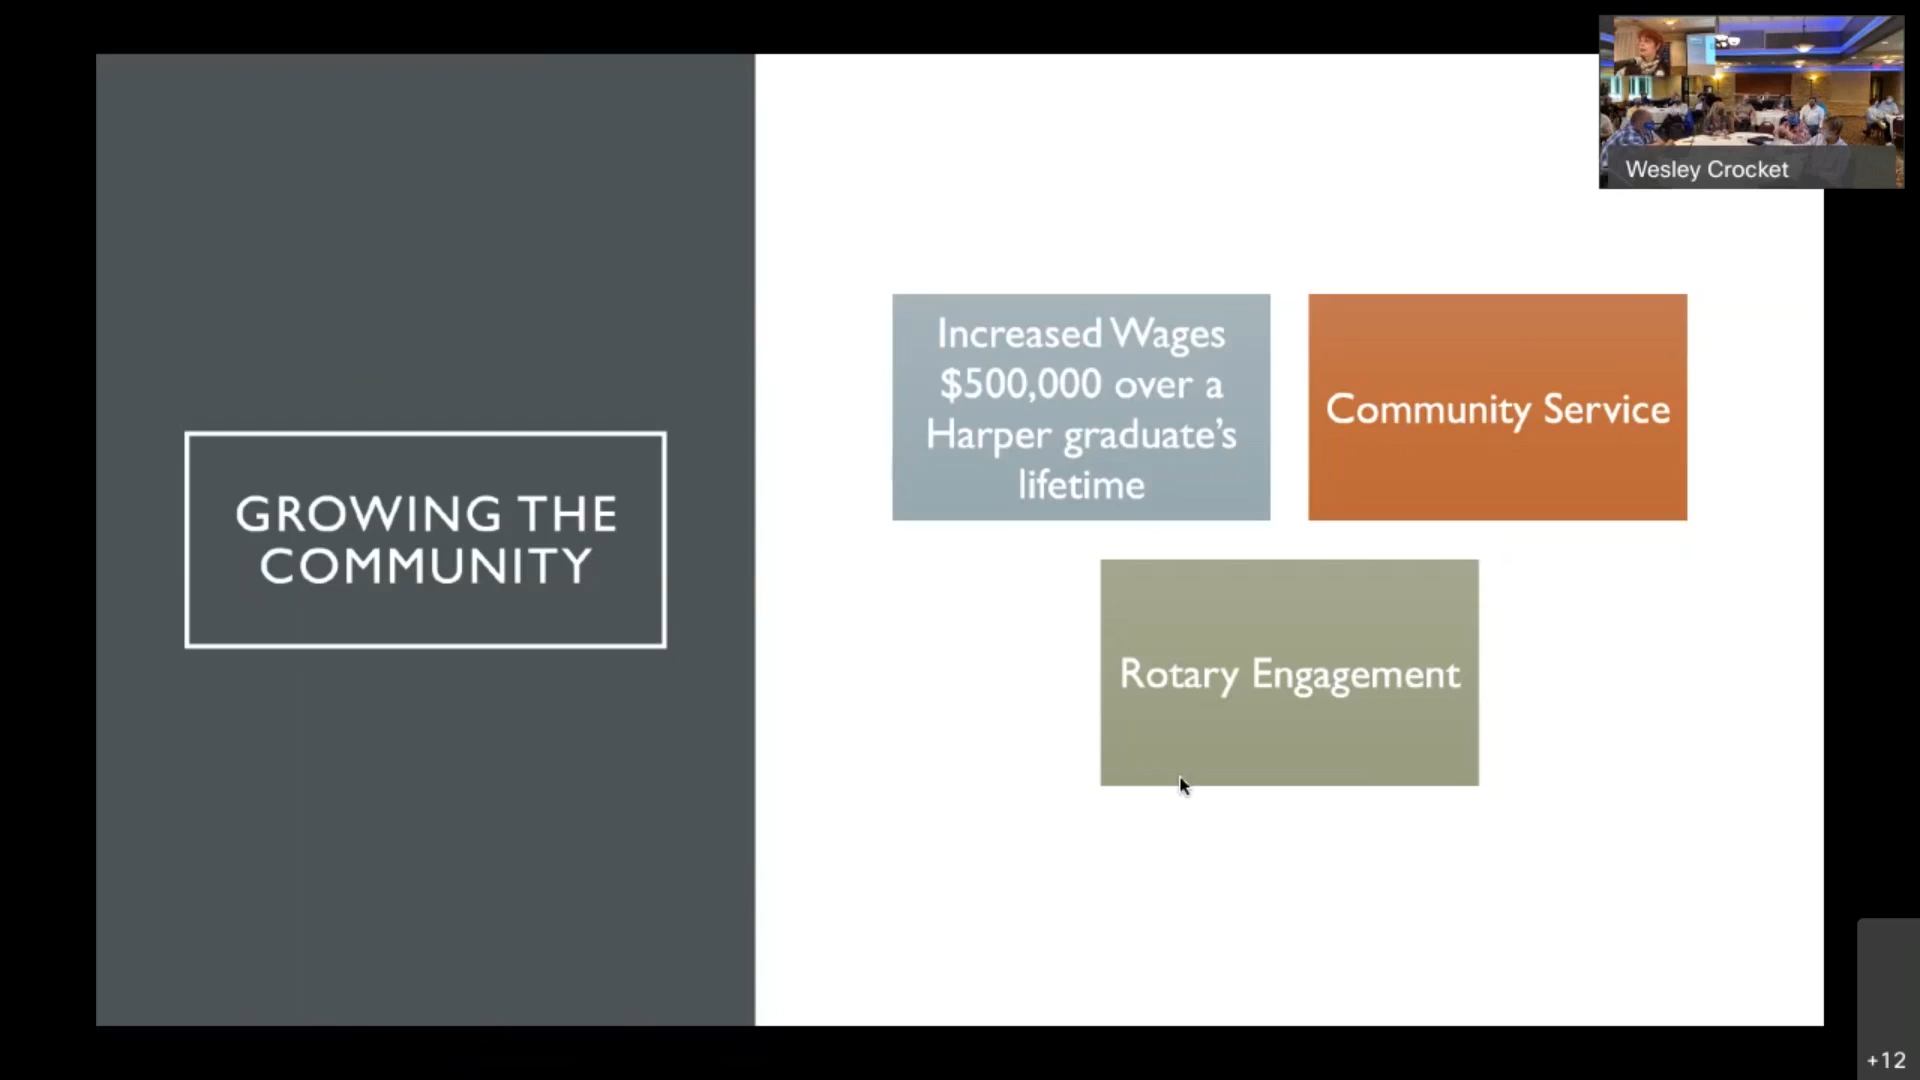 GROWING THE
COMMUNITY
Increased Wages
$500,000 over a
Harper graduate’s
lifetime
Community Service
Rotary Engagement
Wesley Crocket
+12